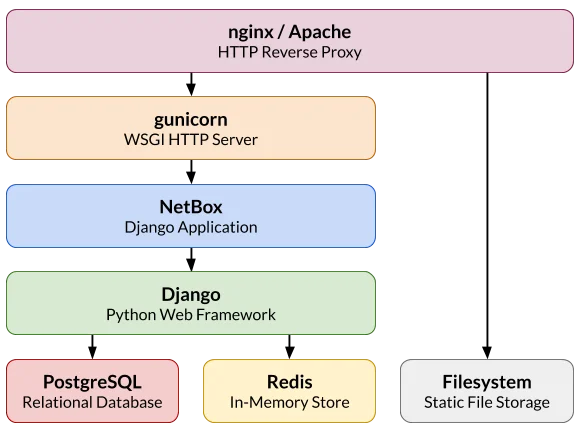 nginx / Apache
HTTP Reverse Proxy
gunicorn
WSGI HTTP Server
NetBox
Django Application
Django
Python Web Framework
PostgreSQL
Relational Database
Redis
In-Memory Store
Filesystem
Static File Storage